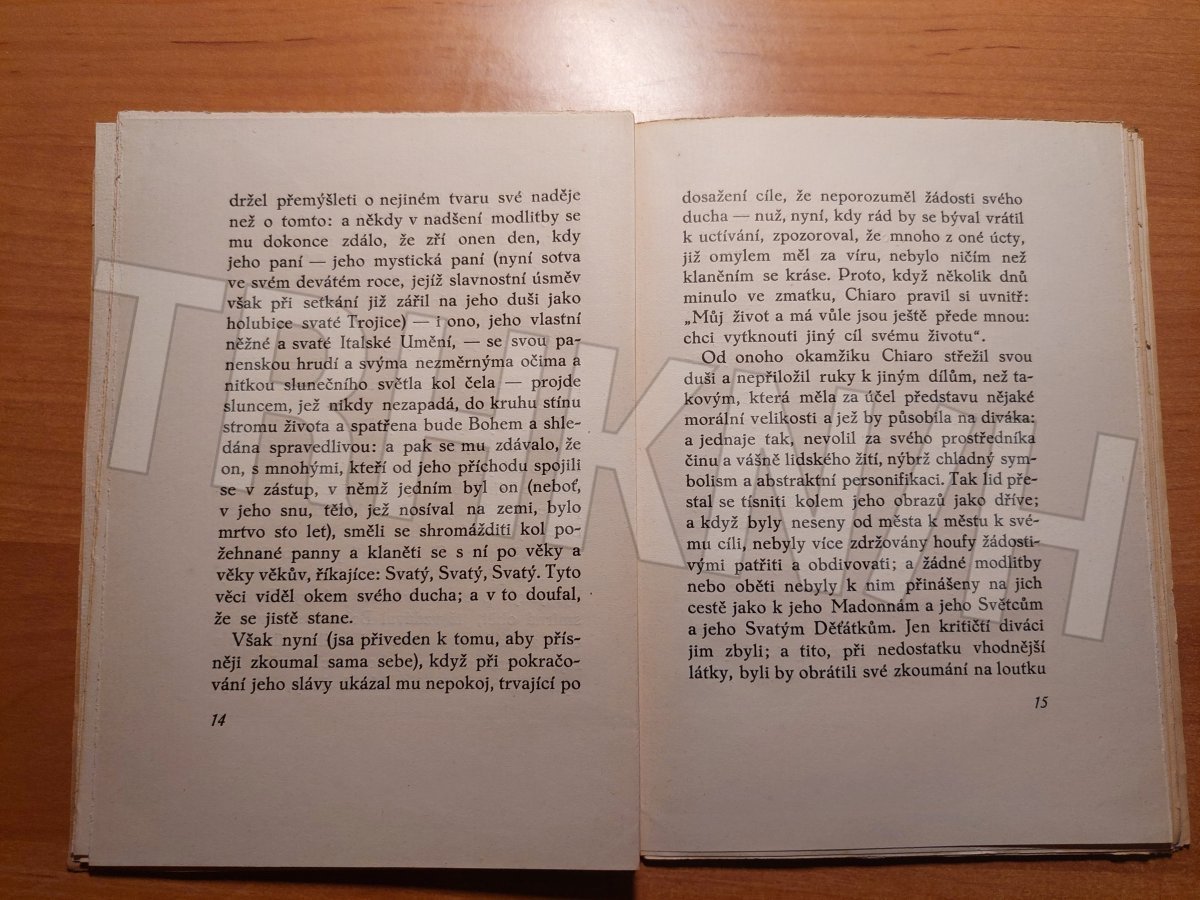 držel přemýšleti o nejiném tvaru své naděje
než o tomto: a někdy v nadšení modlitby se
mu dokonce zdálo, že zří onen den, kdy
jeho paní — jeho mystická paní (nyní sotva
ve svém devátém roce, jejíž slavnostní úsměv
však při setkání již zářil na jeho duši jako
holubice svaté Trojice) — i ono, jeho vlastní
něžné a svaté Italské Umění, — se svou pa-
nenskou hrudí a svýma nezměrnýma očima a
nitkou slunečního světla kol čela — projde
sluncem, jež nikdy nezapadá, do kruhu stínu
stromu života a spatřena bude Bohem a shle-
dána spravedlivou: a pak se mu zdávalo, že
on, s mnohými, kteří od jeho příchodu spojili
se v zástup, v němž jedním byl on (neboť,
v jeho snu, tělo, jež nosíval na zemi, bylo
mrtvo sto let), směli se shromážditi kol po-
žehnané panny a klaněti se s ní po věky a
věky věkův, říkajíce: Svatý, Svatý, Svatý. Tyto
věci viděl okem svého ducha; a v to doufal,
že se jistě stane.
Však nyní (jsa přiveden k tomu, aby přís-
něji zkoumal sama sebe), když při pokračo-
vání jeho slávy ukázal mu nepokoj, trvající po
14
dosažení cíle, že neporozuměl žádosti svého
ducha — nuž, nyní, kdy rád by se býval vrátil
k uctívání, zpozoroval, že mnoho z oné úcty,
již omylem měl za víru, nebylo ničím než
klaněním se kráse. Proto, když několik dnů
minulo ve zmatku, Chiaro pravil si uvnitř:
„Můj život a má vůle jsou ještě přede mnou:
chci vytknouti jiný cíl svému životu“.
Od onoho okamžiku Chiaro střežil svou
duši a nepřiložil ruky k jiným dílům, než ta-
kovým, která měla za účel představu nějaké
morální velikosti a jež by působila na diváka:
a jednaje tak, nevolil za svého prostředníka
činu a vášně lidského žití, nýbrž chladný sym-
bolism a abstraktní personifikaci. Tak lid pře-
stal se tísniti kolem jeho obrazů jako dříve;
a když byly neseny od města k městu k své-
mu cíli, nebyly více zdržovány houfy žádosti-
vými patřiti a obdivovati; a žádné modlitby
nebo oběti nebyly k nim přinášeny na jich
cestě jako k jeho Madonnám a jeho Světcům
a jeho Svatým Děťátkům. Jen kritičtí diváci
jim zbyli; a tito, při nedostatku vhodnější
látky, byli by obrátili své zkoumání na loutku
15
TRHKNIH